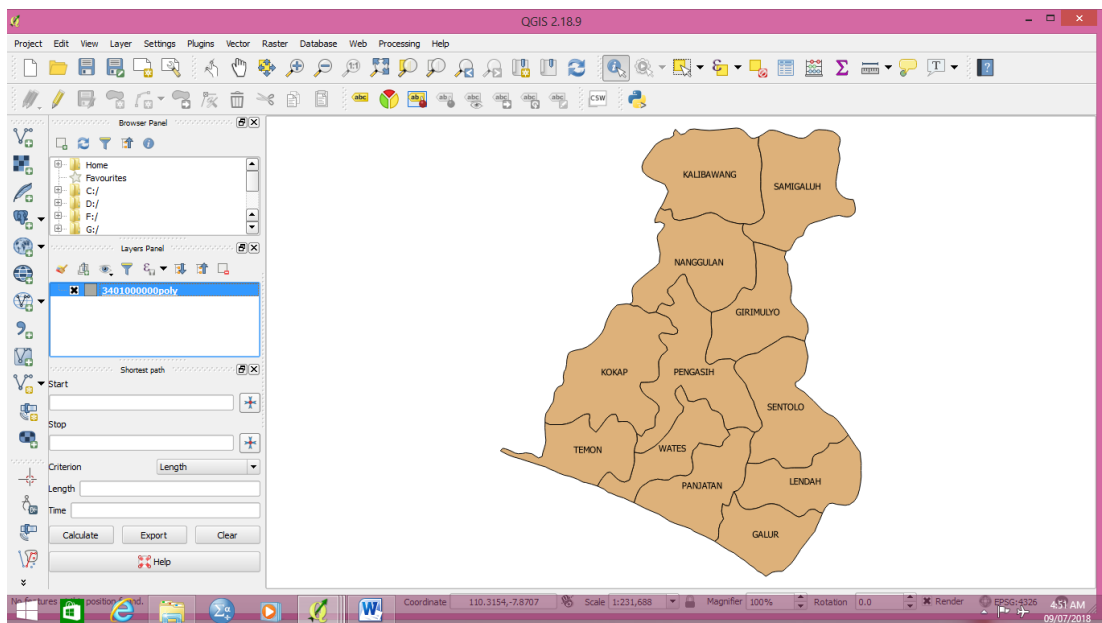 QGIS 2.18.9
Project Edit View Layer Settings Plugins Vector Raster Database Web Processing Help
abc CSW
Browser Panel
Home
Favourites
C:/
D:/
F:/
G:/
Layers Panel
3401000000poly
Shortest path
Start
Stop
Criterion Length
Length
Time
Calculate Export Clear
Help
KALIBAWANG
SAMIGALUH
NANGGULAN
GIRIMULYO
KOKAP
PENGASIH
SENTOLO
TEMON
WATES
LENDAH
PANJATAN
GALUR
Coordinate 110.3154,-7.8707 Scale 1:231,688 Magnifier 100% Rotation 0.0 Render EPSG:4326
4:51 AM
09/07/2018